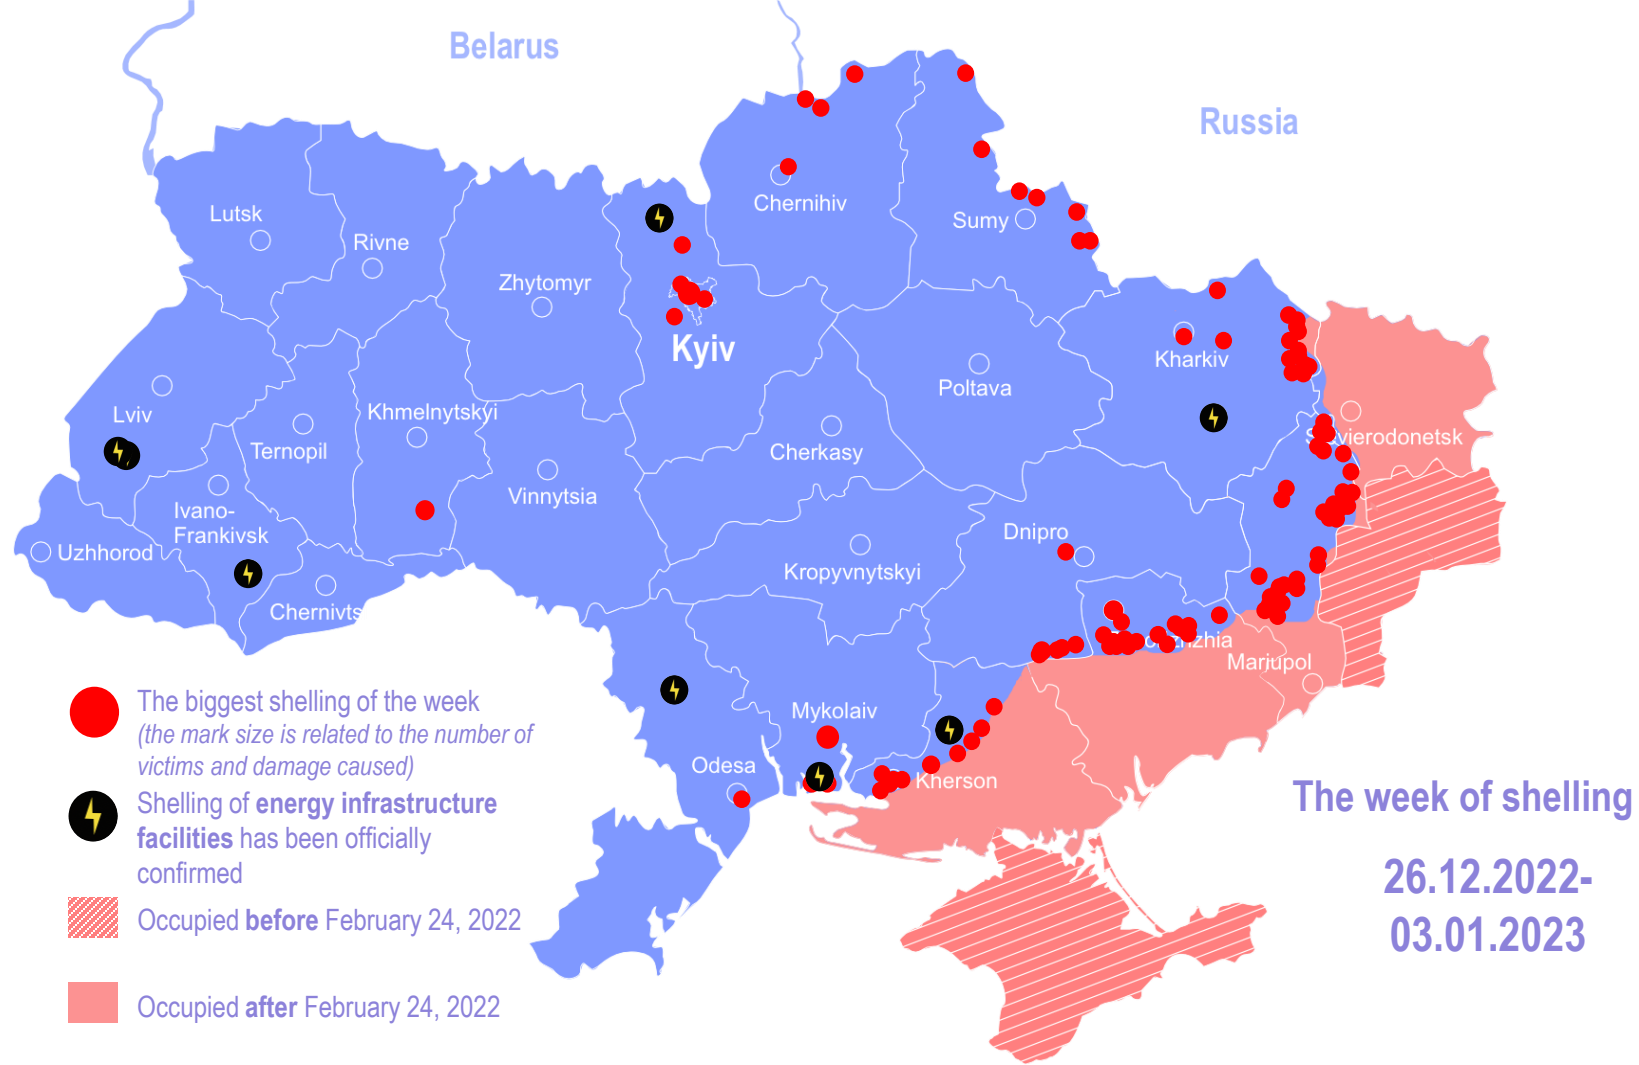 Belarus
Russia
Lutsk
Rivne
Chernihiv
Sumy
Zhytomyr
Kyiv
Kharkiv
Poltava
Lviv
Khmelnytskyi
Ternopil
Cherkasy
Vinnytsia
Ivano-
Frankivsk
Uzhhorod
Dnipro
Kropyvnytskyi
Chernivts
Mariupol
Mykolaiv
Odesa
Kherson
The biggest shelling of the week
(the mark size is related to the number of
victims and damage caused)
Shelling of energy infrastructure
facilities has been officially
confirmed
Occupied before February 24, 2022
Occupied after February 24, 2022
The week of shelling
26.12.2022-
03.01.2023